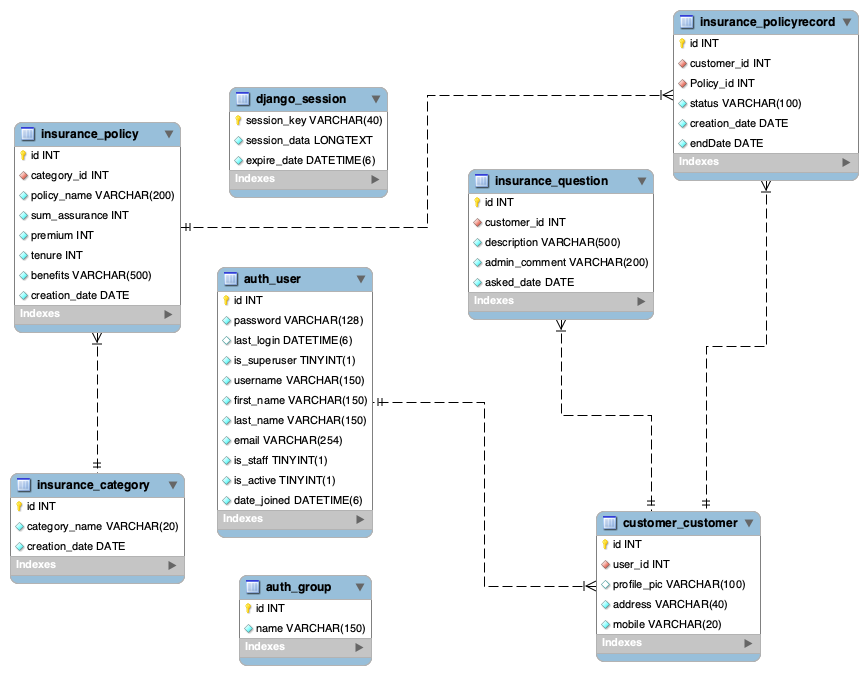 insurance_policyrecord
id INT
customer_id INT
Policy_id INT
status VARCHAR(100)
creation_date DATE
endDate DATE
Indexes
django_session
session_key VARCHAR(40)
session_data LONGTEXT
expire_date DATETIME(6)
Indexes
insurance_policy
id INT
category_id INT
policy_name VARCHAR(200)
sum_assurance INT
premium INT
tenure INT
benefits VARCHAR(500)
creation_date DATE
Indexes
insurance_question
id INT
customer_id INT
description VARCHAR(500)
admin_comment VARCHAR(200)
asked_date DATE
Indexes
auth_user
id INT
password VARCHAR(128)
last_login DATETIME(6)
is_superuser TINYINT(1)
username VARCHAR(150)
first_name VARCHAR(150)
last_name VARCHAR(150)
email VARCHAR(254)
is_staff TINYINT(1)
is_active TINYINT(1)
date_joined DATETIME(6)
Indexes
insurance_category
id INT
category_name VARCHAR(20)
creation_date DATE
Indexes
customer_customer
id INT
user_id INT
profile_pic VARCHAR(100)
address VARCHAR(40)
mobile VARCHAR(20)
Indexes
auth_group
id INT
name VARCHAR(150)
Indexes